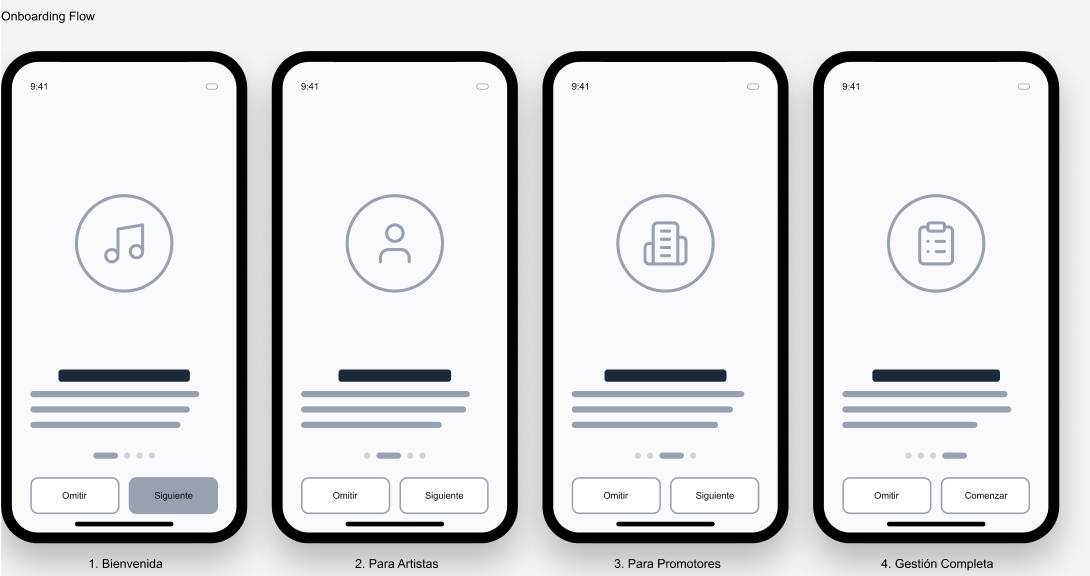 Onboarding Flow
9:41
9:41
9:41
9:41
Omitir
Siguiente
Omitir
Siguiente
Omitir
Siguiente
Omitir
Comenzar
1. Bienvenida
2. Para Artistas
3. Para Promotores
4. Gestión Completa